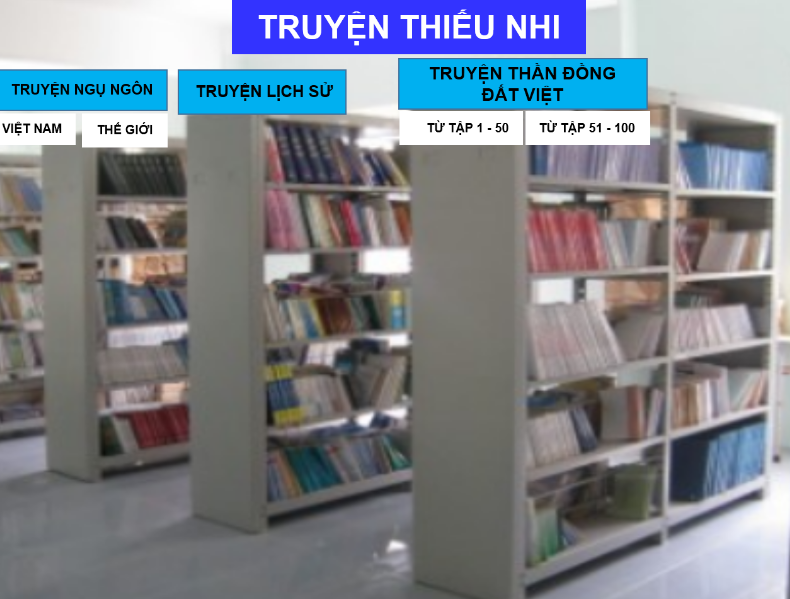 TRUYỆN THIẾU NHI
TRUYỆN NGỤ NGÔN
VIỆT NAM
THẾ GIỚI
TRUYỆN LỊCH SỬ
TRUYỆN THẦN ĐỒNG
ĐẤT VIỆT
TỪ TẬP 1 - 50
TỪ TẬP 51 - 100